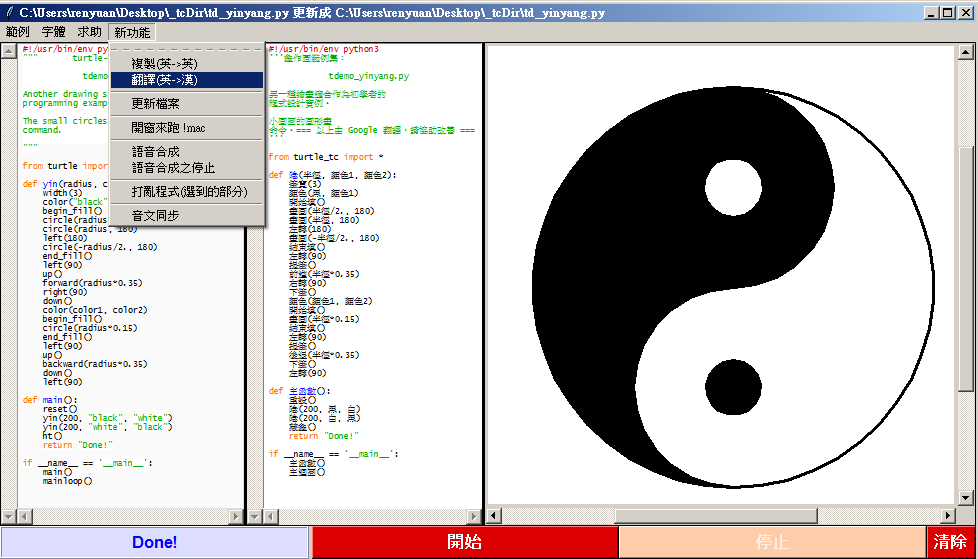 C:\Users\renyuan\Desktop\_tcDir\td_yinyang.py 更新成 C:\Users\renyuan\Desktop\_tcDir\td_yinyang.py
範例 字體 求助 新功能
複製(英->英)
翻譯(英->漢)
更新檔案
開窗來跑 !mac
語音合成
語音合成之停止
打亂程式(選到的部分)
音文同步
#!/usr/bin/env py
""" turtle-
tdemo
Another drawing s
programming examp
The small circles
command.
"""
from turtle impor
def yin(radius, c
width(3)
color("black"
begin_fill()
circle(radius
circle(radius, 180)
left(180)
circle(-radius/2., 180)
end_fill()
left(90)
up()
forward(radius*0.35)
right(90)
down()
color(color1, color2)
begin_fill()
circle(radius*0.15)
end_fill()
left(90)
up()
backward(radius*0.35)
down()
left(90)
def main():
reset()
yin(200, "black", "white")
yin(200, "white", "black")
ht()
return "Done!"
if __name__ == '__main__':
main()
mainloop()
#!/usr/bin/env python3
tdemo_yinyang.py
另一種繪畫適合作為初學者的
程式設計實例。
小圓圈的圓形畫
命令。=== 以上由 Google 翻譯，請協助改善 ===
from turtle_tc import *
def 陰(半徑, 顏色1, 顏色2):
筆寬(3)
顏色(黑, 顏色1)
開始填()
畫圓(半徑/2., 180)
畫圓(半徑, 180)
左轉(180)
畫圓(-半徑/2., 180)
結束填()
左轉(90)
提筆()
前進(半徑*0.35)
右轉(90)
下筆()
顏色(顏色1, 顏色2)
開始填()
畫圓(半徑*0.15)
結束填()
左轉(90)
提筆()
後退(半徑*0.35)
下筆()
左轉(90)
def 主函數():
重設()
陰(200, 黑, 白)
陰(200, 白, 黑)
藏龜()
return "Done!"
if __name__ == '__main__':
主函數()
主迴圈()
Done!
開始
停止
清除